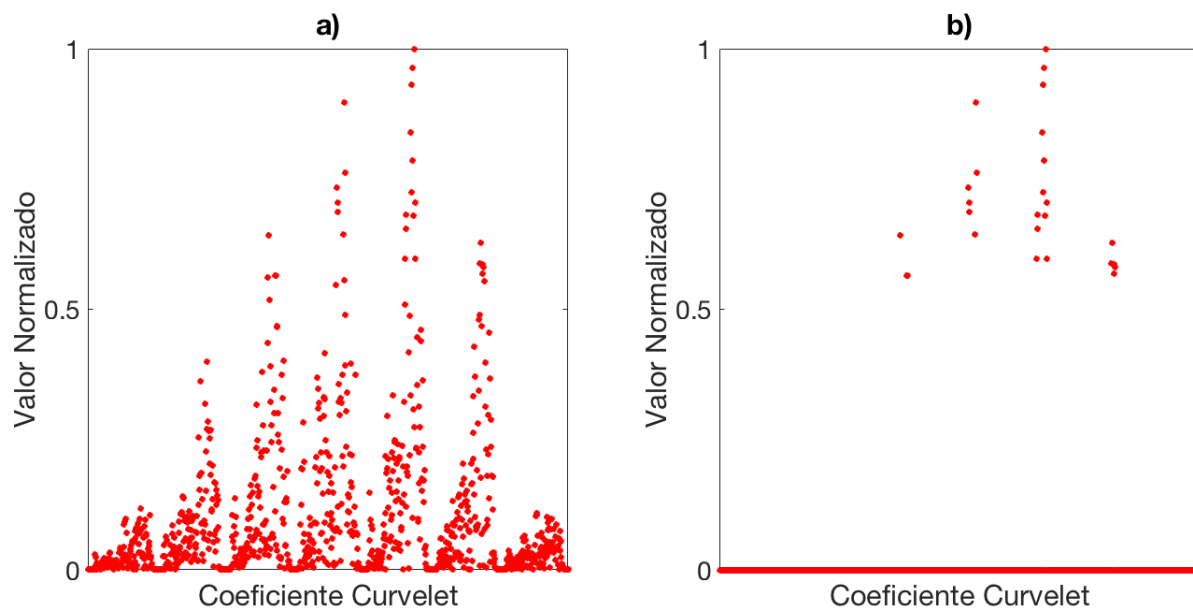 a)
1
0.5
0
Valor Normalizado
Coeficiente Curvelet
b)
1
0.5
0
Valor Normalizado
Coeficiente Curvelet